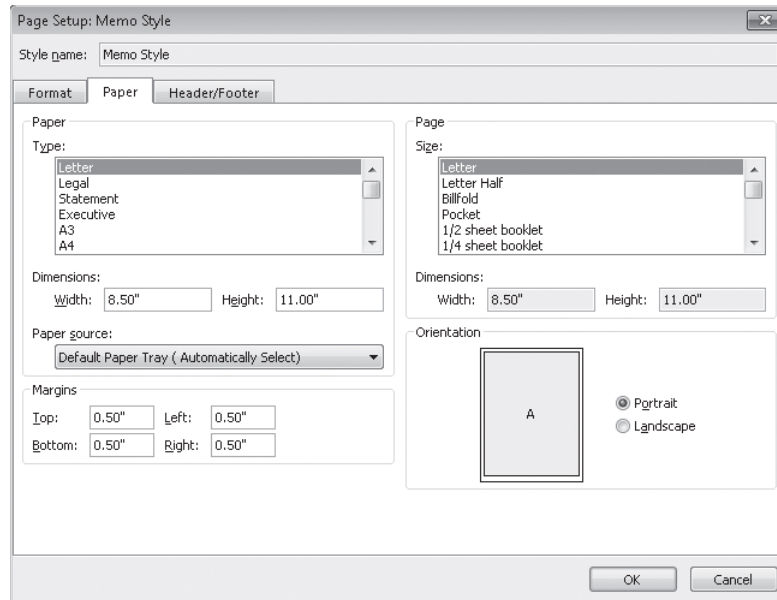 Page Setup: Memo Style
Style name: Memo Style
Format Paper Header/Footer
Paper
Type:
Letter
Legal
Statement
Executive
A3
A4
Dimensions:
Width: 8.50" Height: 11.00"
Paper source:
Default Paper Tray ( Automatically Select)
Margins
Top: 0.50" Left: 0.50"
Bottom: 0.50" Right: 0.50"
Page
Size:
Letter
Letter Half
Billfold
Pocket
1/2 sheet booklet
1/4 sheet booklet
Dimensions:
Width: 8.50" Height: 11.00"
Orientation
A
Portrait
Landscape
OK Cancel